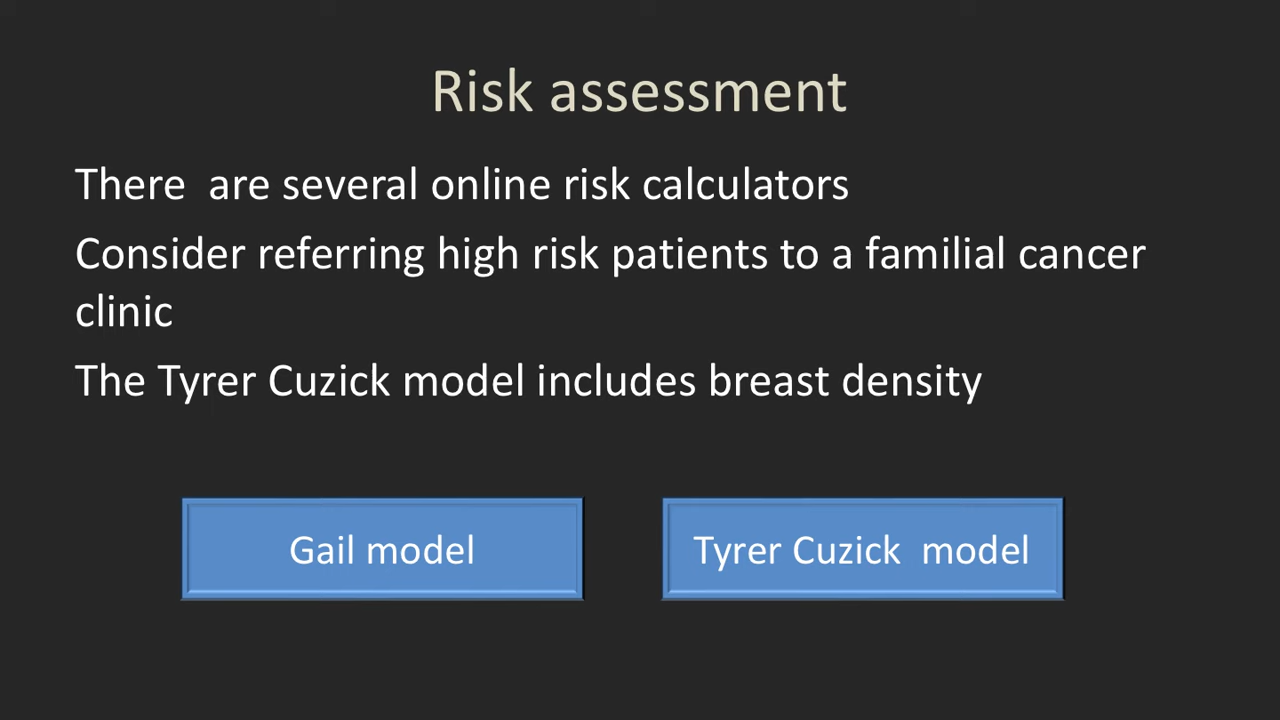 Risk assessment
There  are several online risk calculators
Consider referring high risk patients to a familial cancer
clinic
The Tyrer Cuzick model includes breast density
Gail model
Tyrer Cuzick  model